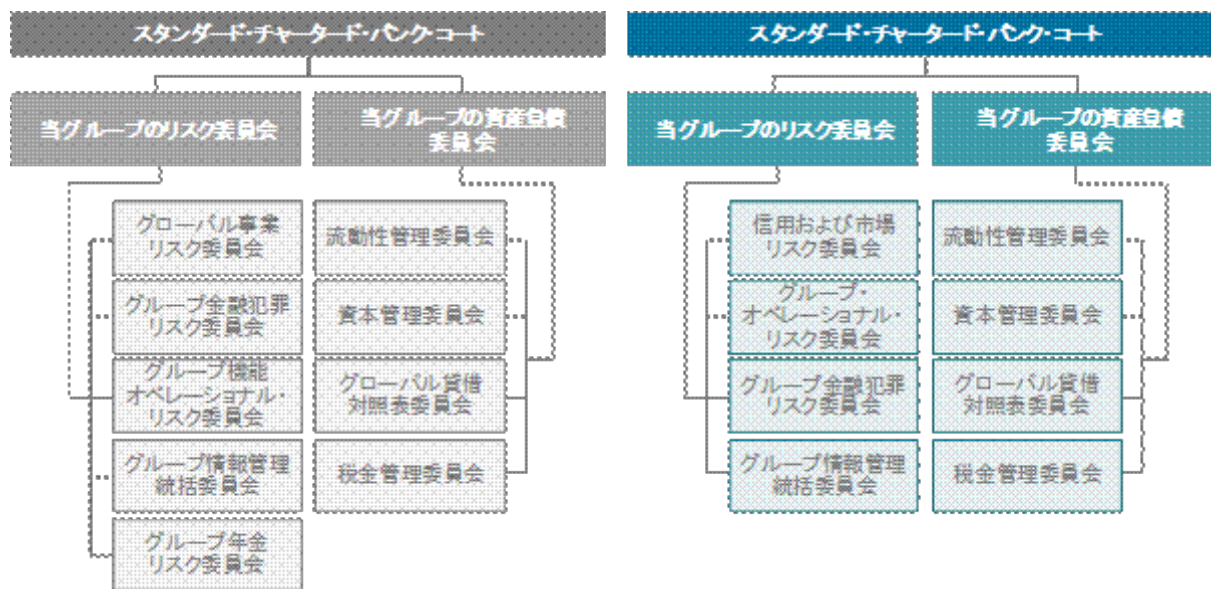 スタンダード・チャータード・バンク・コート
当グループのリスク委員会
当グループの資産負債
委員会
グローバル事業
リスク委員会
グループ金融犯罪
リスク委員会
グループ機能
オペレーショナル・
リスク委員会
グループ情報管理
統括委員会
グループ年金
リスク委員会
流動性管理委員会
資本管理委員会
グローバル貸借
対照表委員会
税金管理委員会
スタンダード・チャータード・バンク・コート
当グループのリスク委員会
当グループの資産負債
委員会
信用および市場
リスク委員会
グループ・
オペレーショナル・
リスク委員会
グループ金融犯罪
リスク委員会
グループ情報管理
統括委員会
流動性管理委員会
資本管理委員会
グローバル貸借
対照表委員会
税金管理委員会